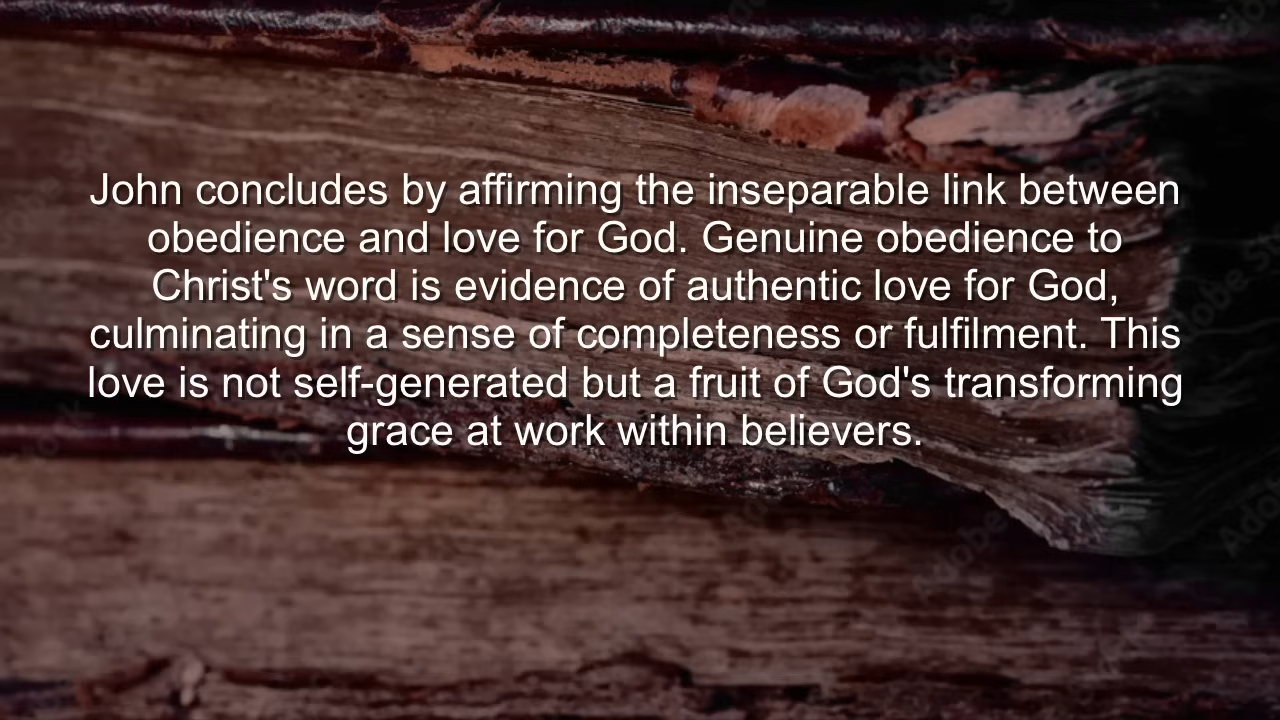 John concludes by affirming the inseparable link between
obedience and love for God. Genuine obedience to
Christ's word is evidence of authentic love for God,
culminating in a sense of completeness or fulfilment. This
love is not self-generated but a fruit of God's transforming
grace at work within believers.